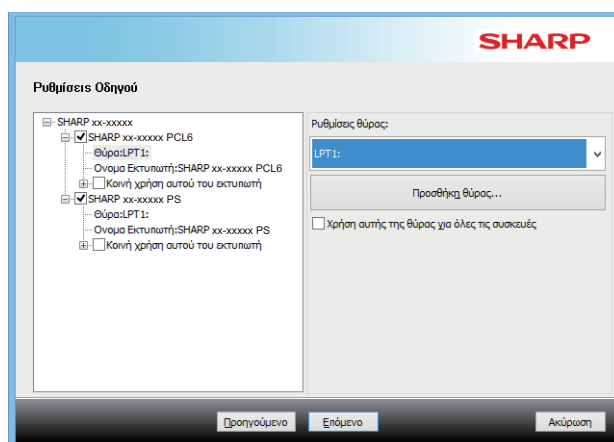 SHARP
Ρυθμίσεις Οδηγού
SHARP xx-xxxxx
SHARP xx-xxxxx PCL6
Θύρα:LPT1:
Ονομα Εκτυπωτή:SHARP xx-xxxxx PCL6
Κοινή χρήση αυτού του εκτυπωτή
SHARP xx-xxxxx PS
Θύρα:LPT1:
Ονομα Εκτυπωτή:SHARP xx-xxxxx PS
Κοινή χρήση αυτού του εκτυπωτή
Ρυθμίσεις θύρας:
LPT1:
Προσθήκη θύρας...
Χρήση αυτής της θύρας για όλες τις συσκευές
Προηγούμενο
Επόμενο
Ακύρωση